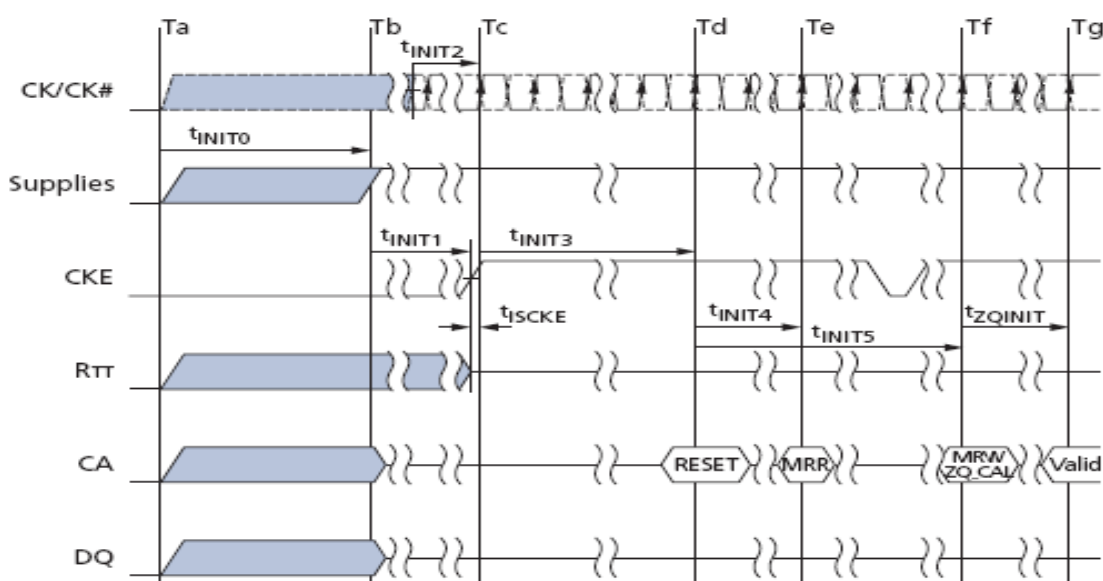 Ta Tb Tc Td Te Tf Tg
tINIT2
CK/CK#
tINIT0
Supplies
tINIT1 tINIT3
CKE
tISCKE tINIT4 tZQINIT
tINIT5
RTT
CA RESET MRR MRW ZQ_CAL Valid
DQ